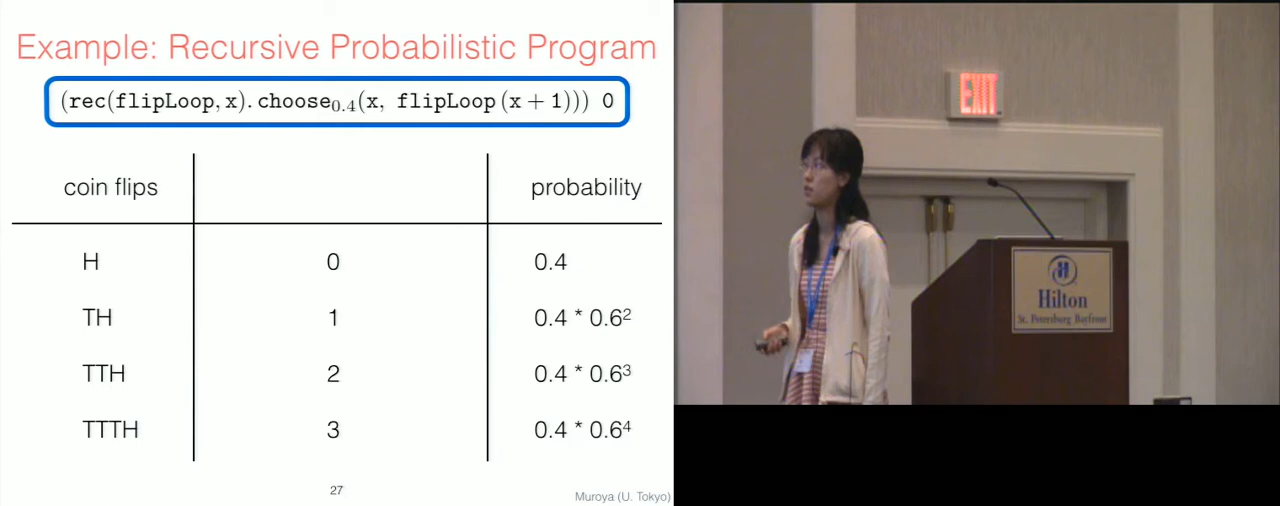 Example: Recursive Probabilistic Program
(rec(flipLoop, x). choose₀.₄(x, flipLoop (x + 1))) 0
coin flips probability
H 0 0.4
TH 1 0.4 * 0.6²
TTH 2 0.4 * 0.6³
TTTH 3 0.4 * 0.6⁴
27
Muroya (U. Tokyo)
EXIT
H
Hilton
St. Petersburg Bayfront